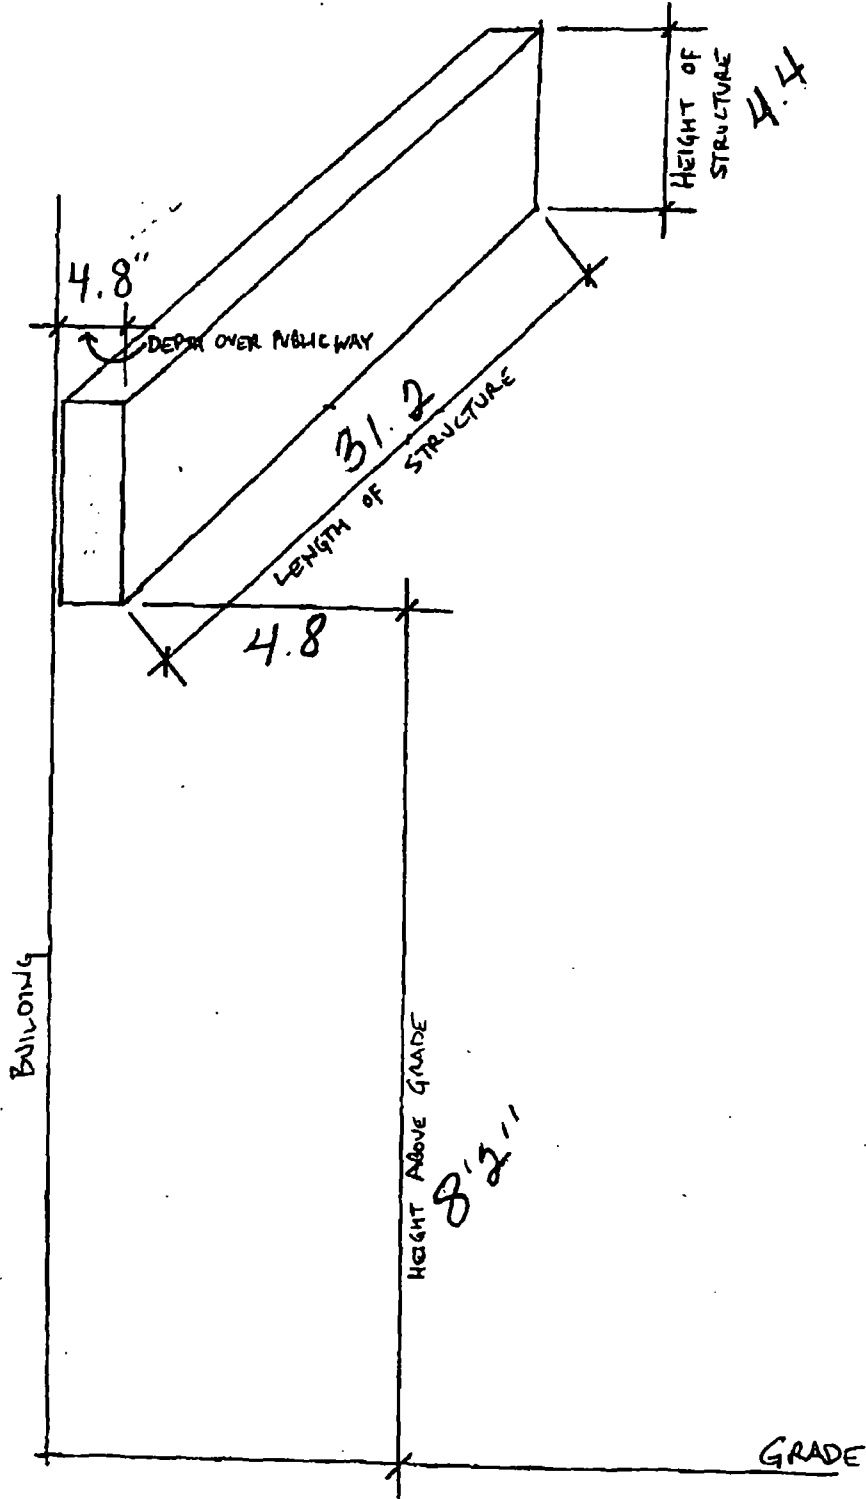 HEIGHT OF
STRUCTURE
4.4
4.8"
DEPTH OVER PUBLIC WAY
31.2
LENGTH OF STRUCTURE
4.8
BUILDING
HEIGHT ABOVE GRADE
8'2"
GRADE